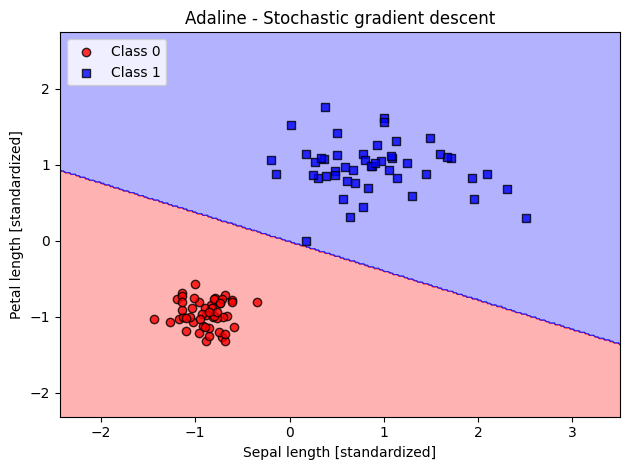 Adaline - Stochastic gradient descent
Class 0
Class 1
Petal length [standardized]
2
1
0
−1
−2
−2
−1
0
1
2
3
Sepal length [standardized]